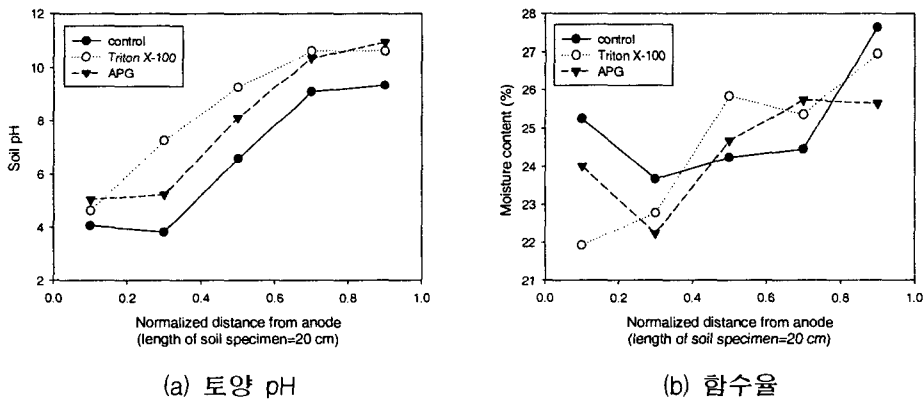 control
Triton X-100
APG
12
10
8
6
4
2
Soil pH
0.0 0.2 0.4 0.6 0.8 1.0
Normalized distance from anode
(length of soil specimen=20 cm)
(a) 토양 pH
control
Triton X-100
APG
28
27
26
25
24
23
22
21
Moisture content (%)
0.0 0.2 0.4 0.6 0.8 1.0
Normalized distance from anode
(length of soil specimen=20 cm)
(b) 함수율